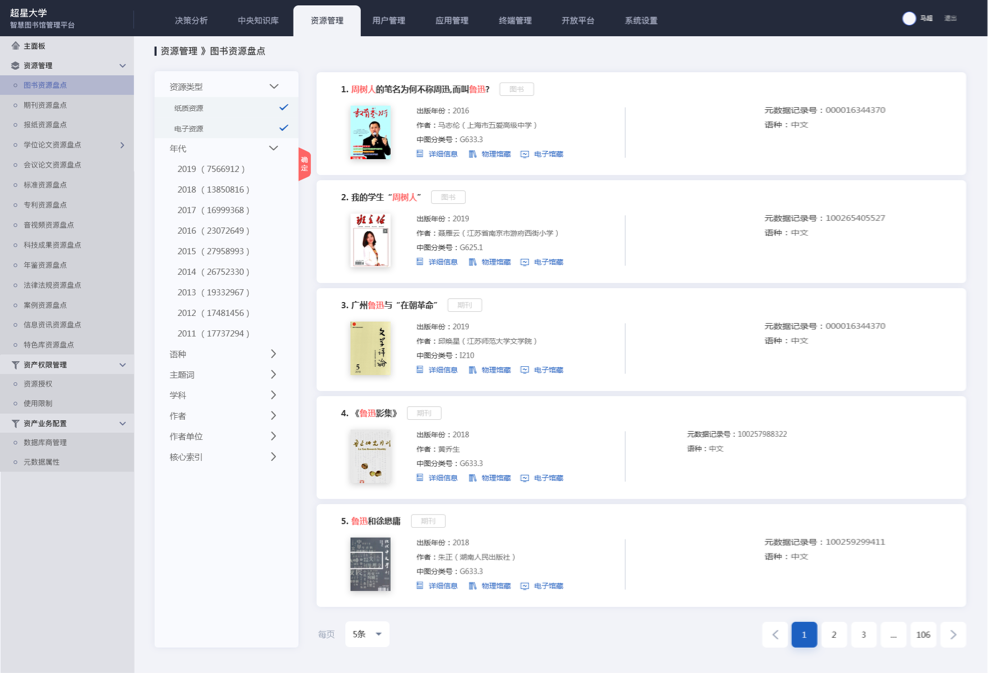 超星大学
智慧图书馆管理平台
决策分析
中央知识库
资源管理
用户管理
应用管理
终端管理
开放平台
系统设置
马超
退出
主面板
资源管理
图书资源盘点
期刊资源盘点
报纸资源盘点
学位论文资源盘点
会议论文资源盘点
标准资源盘点
专利资源盘点
音视频资源盘点
科技成果资源盘点
年鉴资源盘点
法律法规资源盘点
案例资源盘点
信息资讯资源盘点
特色库资源盘点
资产权限管理
资源授权
使用限制
资产业务配置
数据库商管理
元数据属性
资源管理 》图书资源盘点
资源类型
纸质资源
电子资源
年代
2019（7566912）
2018（13850816）
2017（16999368）
2016（23072649）
2015（27958993）
2014（26752330）
2013（19332967）
2012（17481456）
2011（17737294）
语种
主题词
学科
作者
作者单位
核心索引
确定
1. 周树人的笔名为何不称周迅,而叫鲁迅? 图书
出版年份：2016
作者：马志伦（上海市五爱高级中学）
中图分类号：G633.3
详细信息 物理馆藏 电子馆藏
元数据记录号：000016344370
语种：中文
2. 我的学生“周树人” 图书
班主任
出版年份：2019
作者：聂雁云（江苏省南京市游府西街小学）
中图分类号：G625.1
详细信息 物理馆藏 电子馆藏
元数据记录号：100265405527
语种：中文
3. 广州鲁迅与“在朝革命” 期刊
文学评论
5
出版年份：2019
作者：邱焕星（江苏师范大学文学院）
中图分类号：I210
详细信息 物理馆藏 电子馆藏
元数据记录号：000016344370
语种：中文
4. 《鲁迅影集》 期刊
出版年份：2018
作者：黄乔生
中图分类号：G633.3
详细信息 物理馆藏 电子馆藏
元数据记录号：100257988322
语种：中文
5. 鲁迅和徐懋庸 期刊
出版年份：2018
作者：朱正（湖南人民出版社）
中图分类号：G633.3
详细信息 物理馆藏 电子馆藏
元数据记录号：100259299411
语种：中文
每页 5条
1 2 3 ... 106